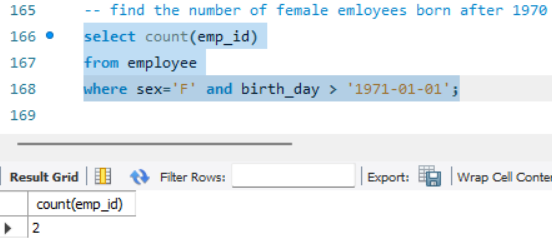 165 -- find the number of female emloyees born after 1970
166 select count(emp_id)
167 from employee
168 where sex='F' and birth_day > '1971-01-01';
169
Result Grid Filter Rows: Export: Wrap Cell Conten
count(emp_id)
2